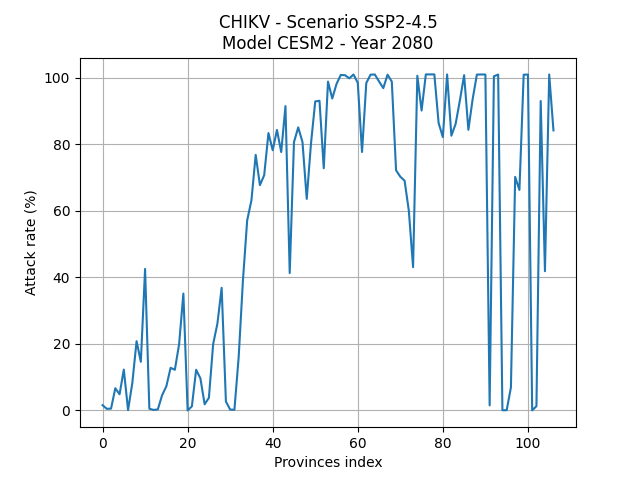 CHIKV - Scenario SSP2-4.5
Model CESM2 - Year 2080
Attack rate (%)
100
80
60
40
20
0
0 20 40 60 80 100
Provinces index